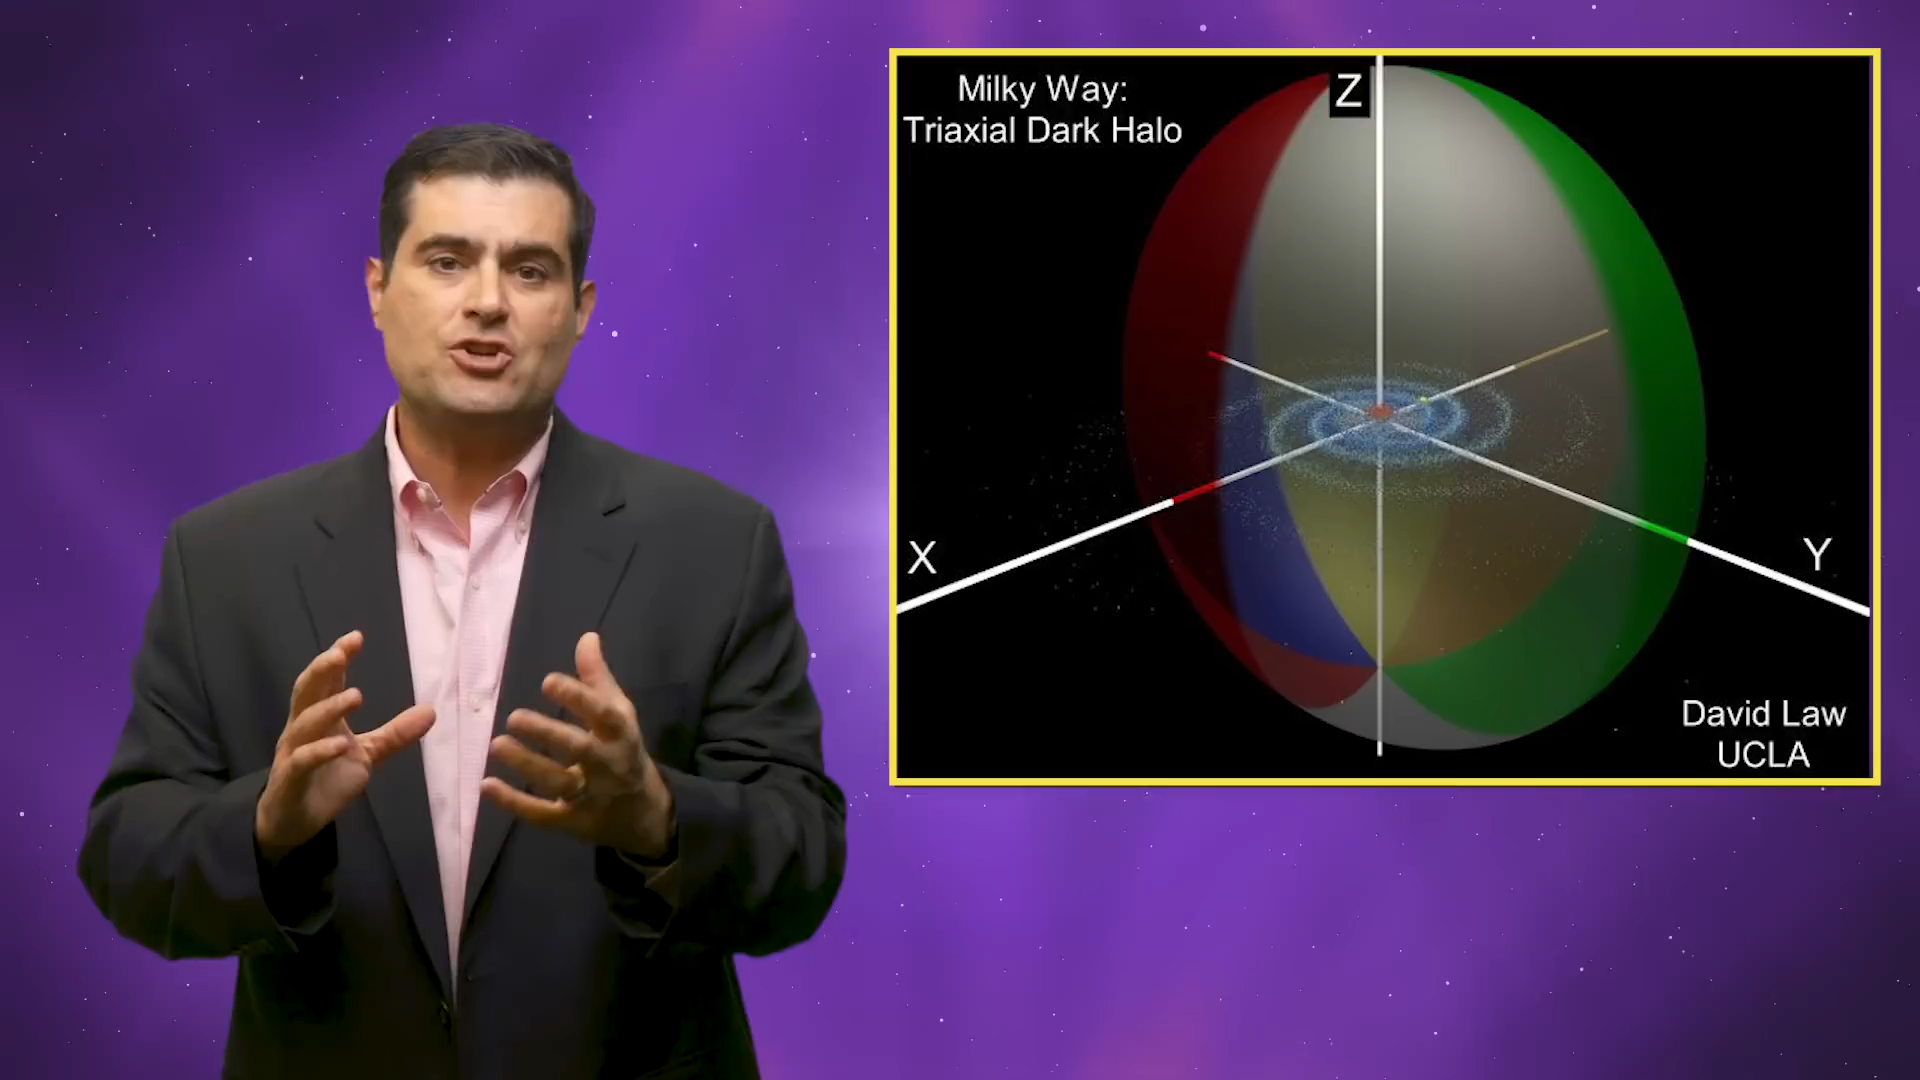 Milky Way:
Triaxial Dark Halo
Z
X
Y
David Law
UCLA